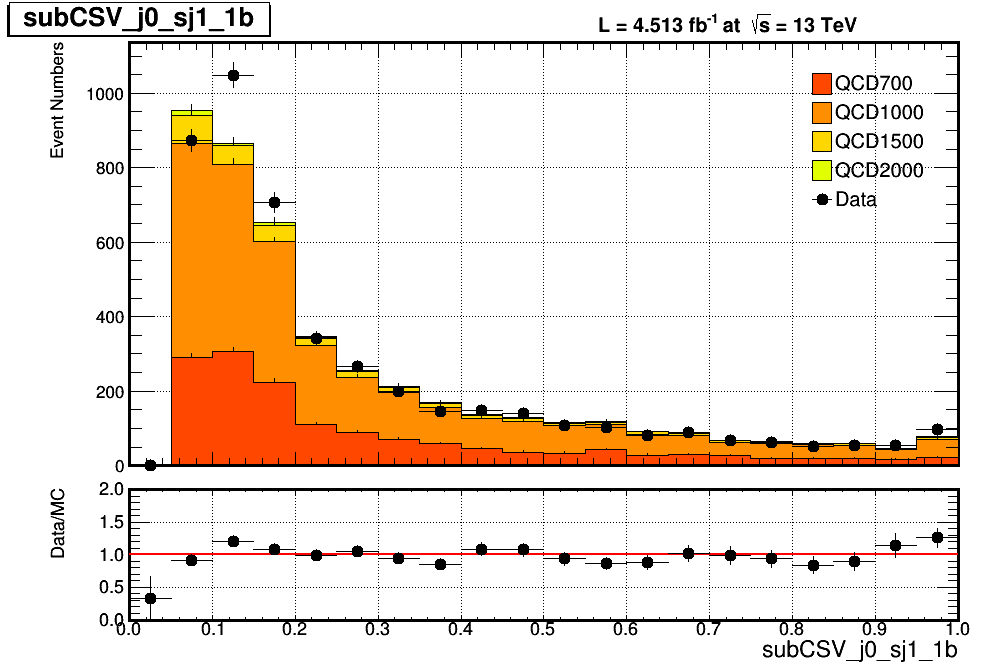 subCSV_j0_sj1_1b
L = 4.513 fb-1 at √s = 13 TeV
Event Numbers
1000
800
600
400
200
0
QCD700
QCD1000
QCD1500
QCD2000
Data
Data/MC
2.0
1.5
1.0
0.5
0.0
0.0 0.1 0.2 0.3 0.4 0.5 0.6 0.7 0.8 0.9 1.0
subCSV_j0_sj1_1b